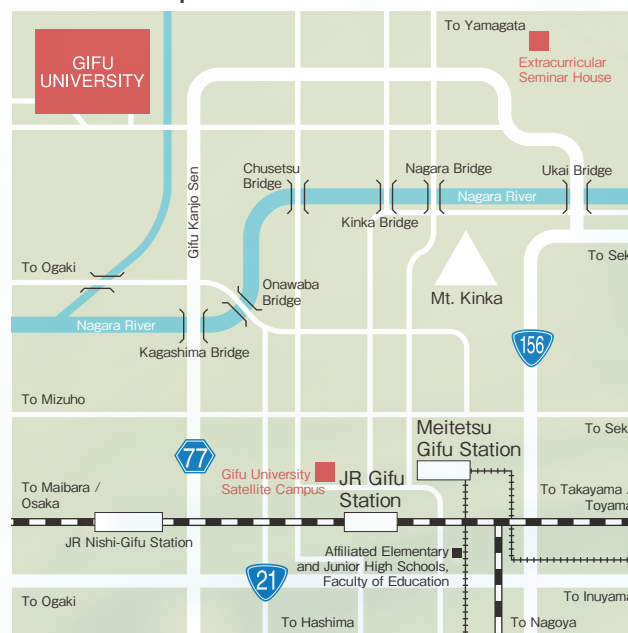 To Yamagata
GIFU
UNIVERSITY
Extracurricular
Seminar House
Chusetsu
Bridge
Nagara Bridge
Ukai Bridge
Nagara River
Kinka Bridge
Gifu Kanjo Sen
To Ogaki
To Sek
Onawaba
Bridge
Mt. Kinka
Nagara River
Kagashima Bridge
156
To Mizuho
Meitetsu
Gifu Station
To Sek
77
Gifu University
Satellite Campus
JR Gifu
Station
To Maibara /
Osaka
To Takayama /
Toyama
JR Nishi-Gifu Station
Affiliated Elementary
and Junior High Schools,
Faculty of Education
21
To Ogaki
To Inuyama
To Hashima
To Nagoya